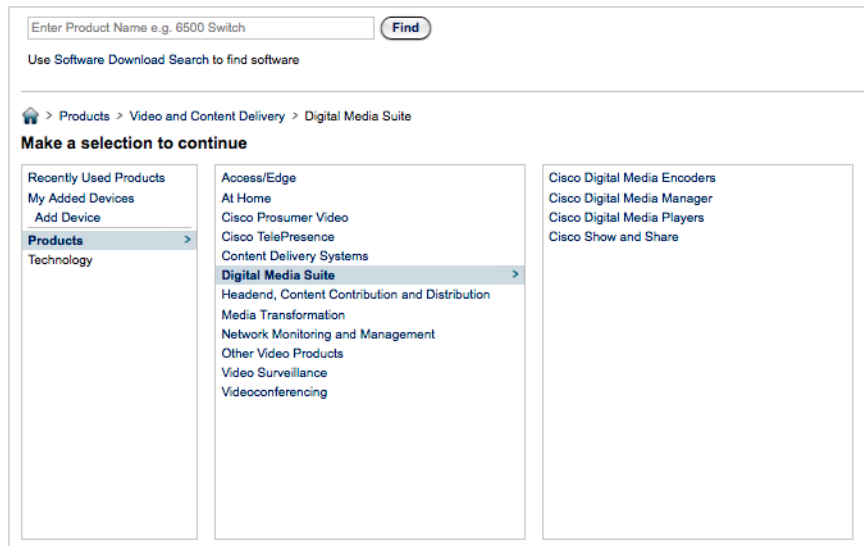 Enter Product Name e.g. 6500 Switch
Find
Use Software Download Search to find software
> Products > Video and Content Delivery > Digital Media Suite
Make a selection to continue
Recently Used Products
My Added Devices
Add Device
Products >
Technology
Access/Edge
At Home
Cisco Prosumer Video
Cisco TelePresence
Content Delivery Systems
Digital Media Suite >
Headend, Content Contribution and Distribution
Media Transformation
Network Monitoring and Management
Other Video Products
Video Surveillance
Videoconferencing
Cisco Digital Media Encoders
Cisco Digital Media Manager
Cisco Digital Media Players
Cisco Show and Share